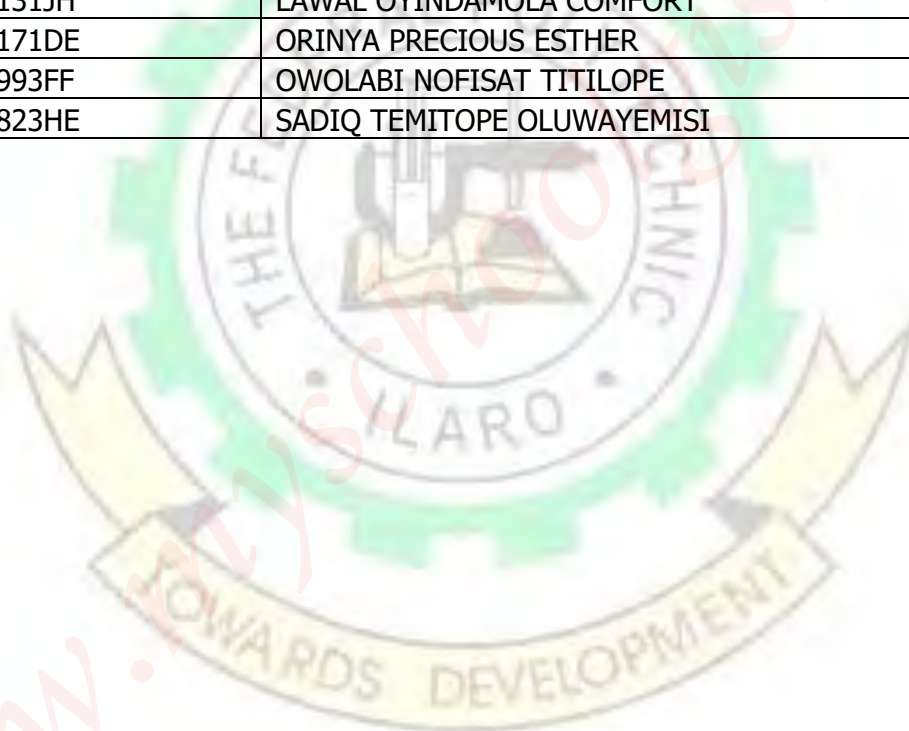 131JH LAWAL OYINDAMOLA COMFORT
171DE ORINYA PRECIOUS ESTHER
993FF OWOLABI NOFISAT TITILOPE
823HE SADIQ TEMITOPE OLUWAYEMISI
THE
ILARO
TOWARDS DEVELOPMENT